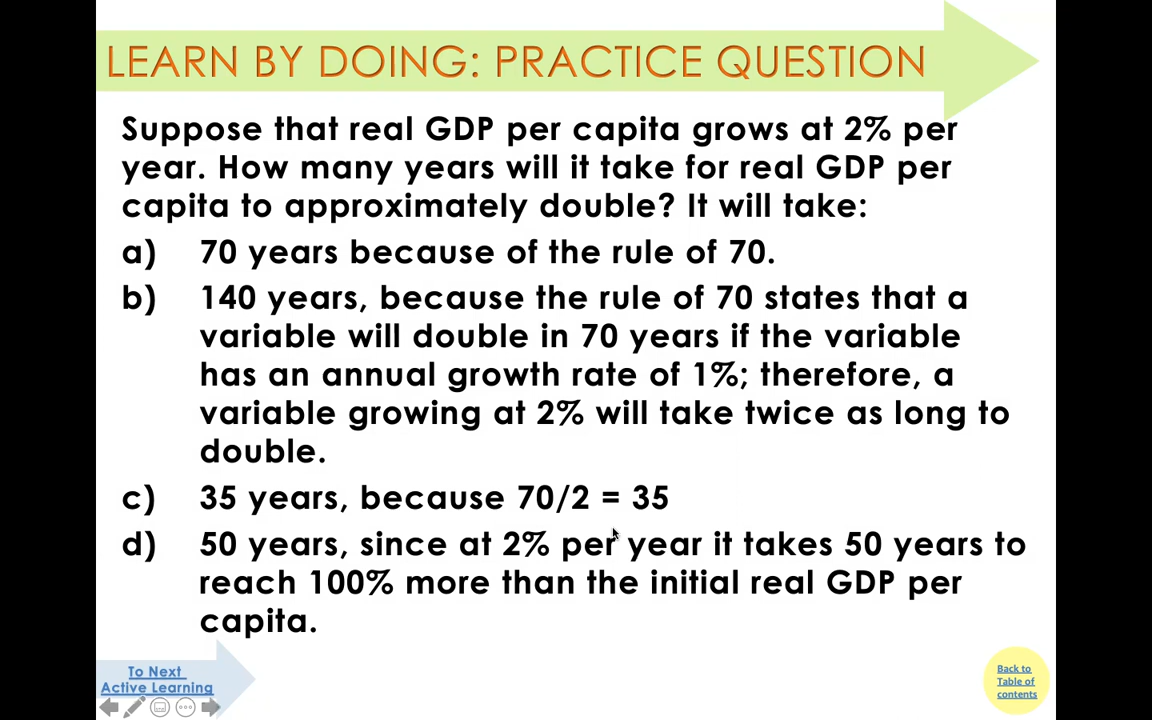 LEARN BY DOING: PRACTICE QUESTION
Suppose that real GDP per capita grows at 2% per
year. How many years will it take for real GDP per
capita to approximately double? It will take:
a) 70 years because of the rule of 70.
b) 140 years, because the rule of 70 states that a
variable will double in 70 years if the variable
has an annual growth rate of 1%; therefore, a
variable growing at 2% will take twice as long to
double.
c) 35 years, because 70/2 = 35
d) 50 years, since at 2% per year it takes 50 years to
reach 100% more than the initial real GDP per
capita.
To Next
Active Learning
Back to
Table of
contents